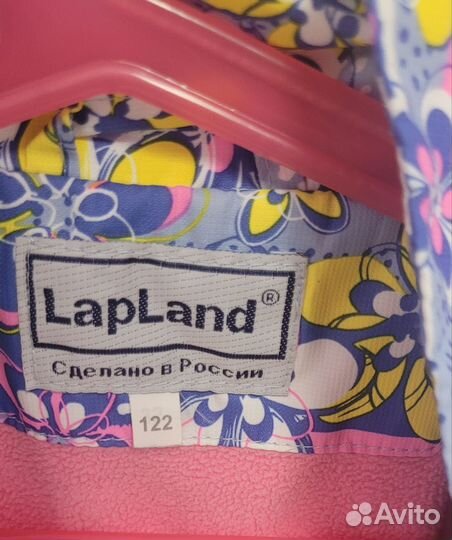 LapLand®
Сделано в России
122
Avito